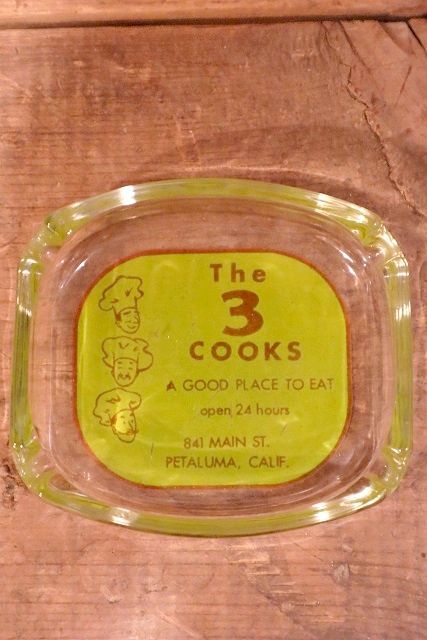 The
3
COOKS
A GOOD PLACE TO EAT
open 24 hours
841 MAIN ST.
PETALUMA, CALIF.